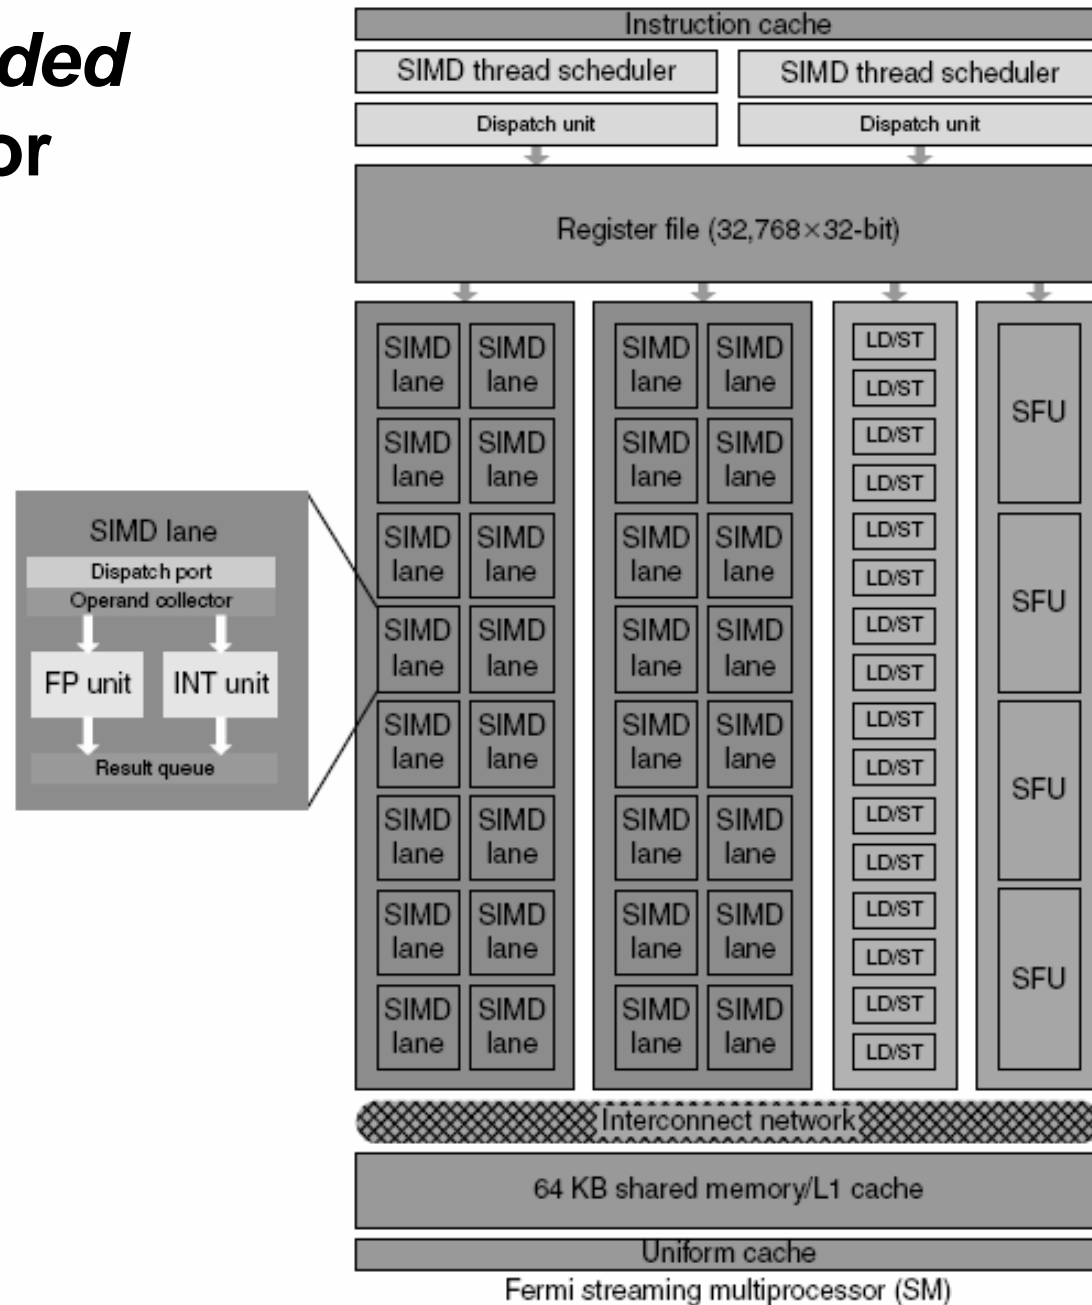 ded
or
Instruction cache
SIMD thread scheduler SIMD thread scheduler
Dispatch unit Dispatch unit
Register file (32,768×32-bit)
SIMD SIMD SIMD SIMD LD/ST
lane lane lane lane LD/ST
SIMD SIMD SIMD SIMD LD/ST SFU
lane lane lane lane LD/ST
SIMD SIMD SIMD SIMD LD/ST
lane lane lane lane LD/ST
SIMD SIMD SIMD SIMD LD/ST SFU
lane lane lane lane LD/ST
SIMD SIMD SIMD SIMD LD/ST
lane lane lane lane LD/ST
SIMD SIMD SIMD SIMD LD/ST SFU
lane lane lane lane LD/ST
SIMD SIMD SIMD SIMD LD/ST
lane lane lane lane LD/ST
SIMD SIMD SIMD SIMD LD/ST SFU
lane lane lane lane LD/ST
SIMD lane
Dispatch port
Operand collector
FP unit INT unit
Result queue
Interconnect network
64 KB shared memory/L1 cache
Uniform cache
Fermi streaming multiprocessor (SM)